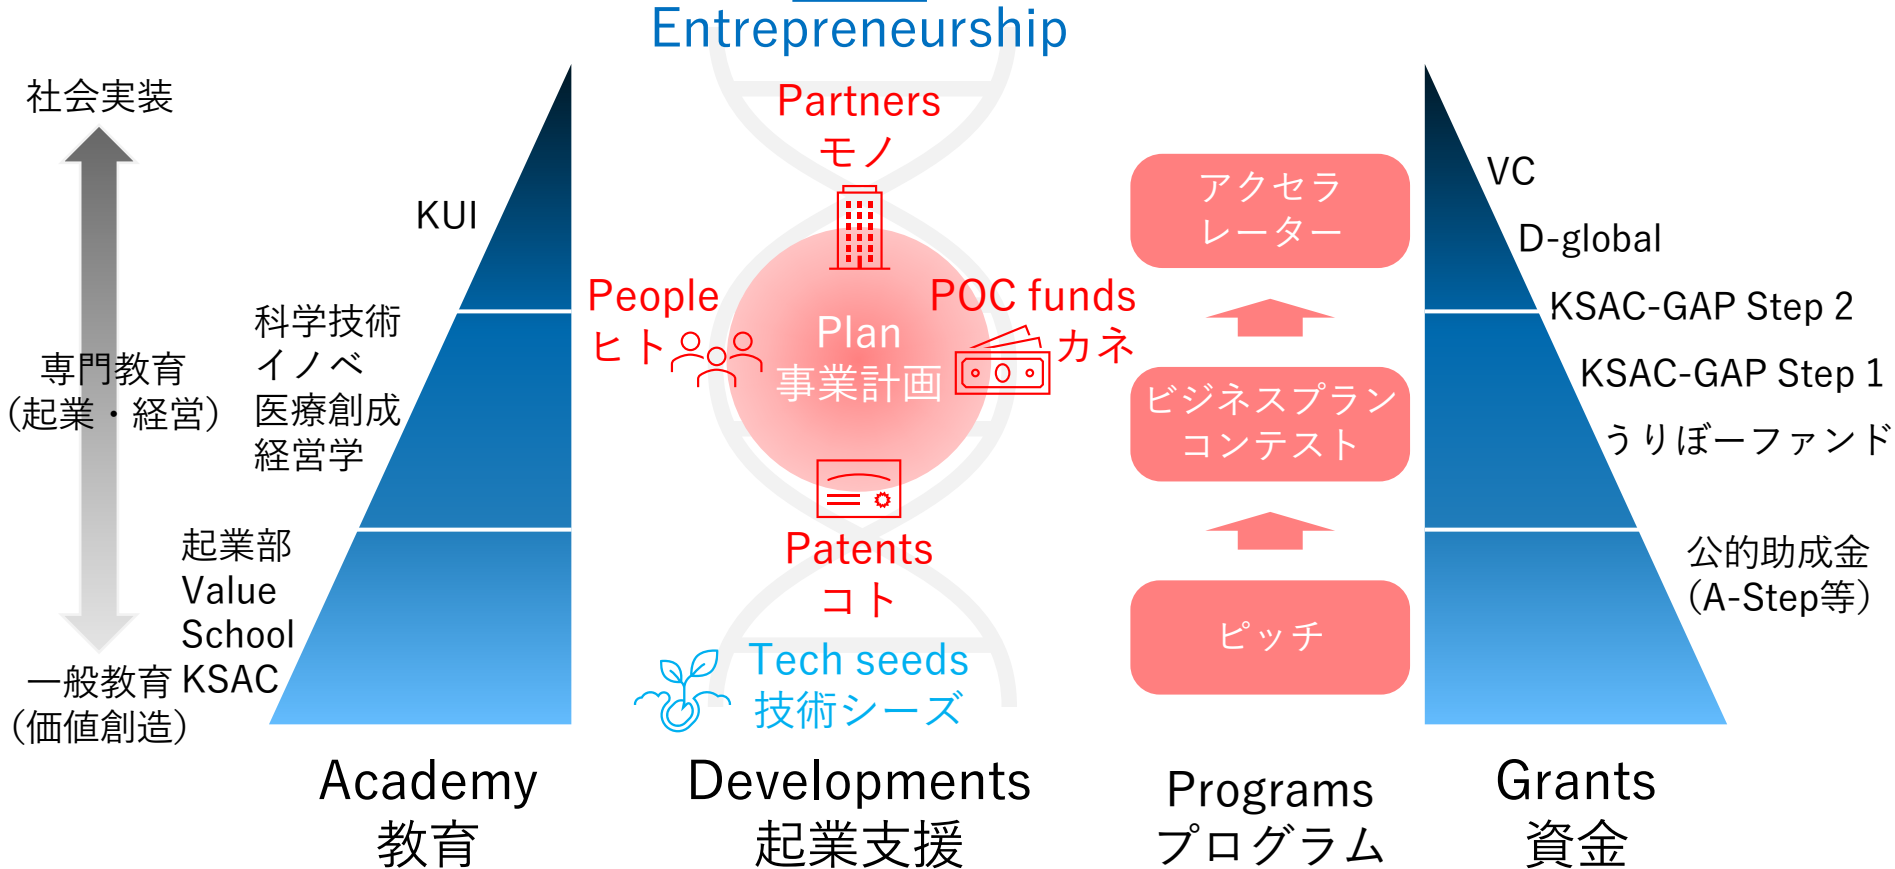 Entrepreneurship
社会実装
専門教育
（起業・経営）
一般教育
（価値創造）
KUI
科学技術
イノベ
医療創成
経営学
起業部
Value
School
KSAC
Academy
教育
Partners
モノ
People
ヒト
Plan
事業計画
POC funds
カネ
Patents
コト
Tech seeds
技術シーズ
Developments
起業支援
アクセラ
レーター
ビジネスプラン
コンテスト
ピッチ
Programs
プログラム
VC
D-global
KSAC-GAP Step 2
KSAC-GAP Step 1
うりぼーファンド
公的助成金
（A-Step等）
Grants
資金